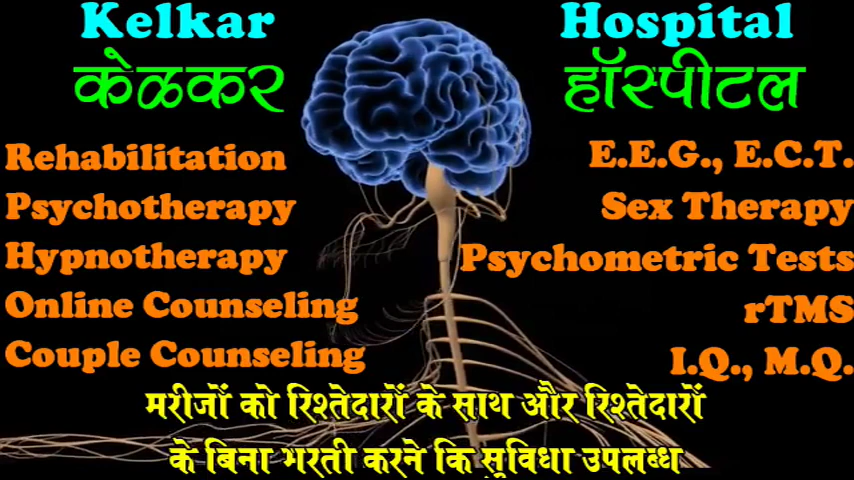 Kelkar Hospital
केळकर हॉस्पीटल
Rehabilitation
Psychotherapy
Hypnotherapy
Online Counseling
Couple Counseling
E.E.G., E.C.T.
Sex Therapy
Psychometric Tests
rTMS
I.Q., M.Q.
मरीजों को रिश्तेदारों के साथ और रिश्तेदारों
के बिना भरती करने कि सुविधा उपलब्ध